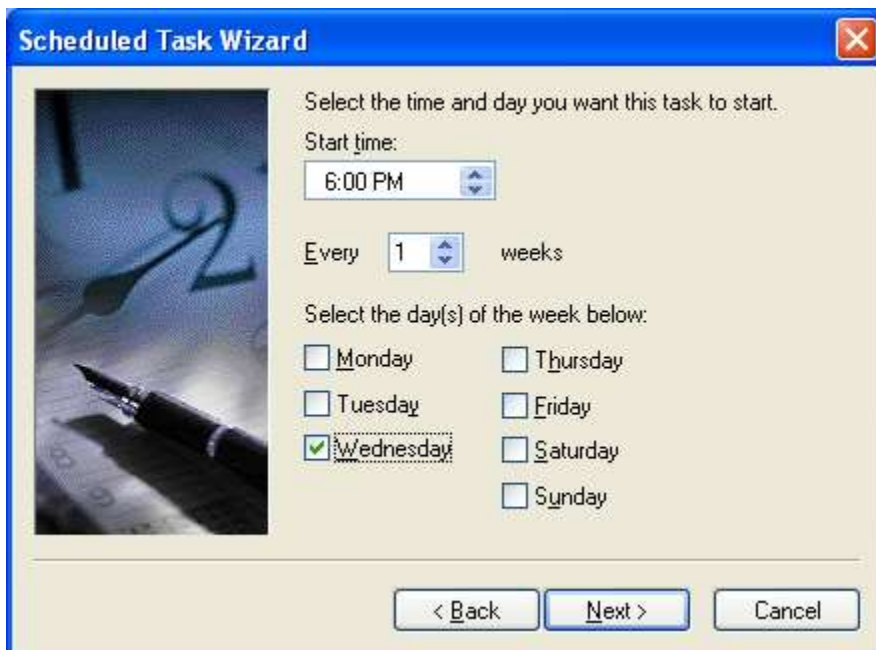 Scheduled Task Wizard
Select the time and day you want this task to start.
Start time:
6:00 PM
Every 1 weeks
Select the day(s) of the week below:
Monday Thursday
Tuesday Friday
Wednesday Saturday
Sunday
< Back Next > Cancel
2